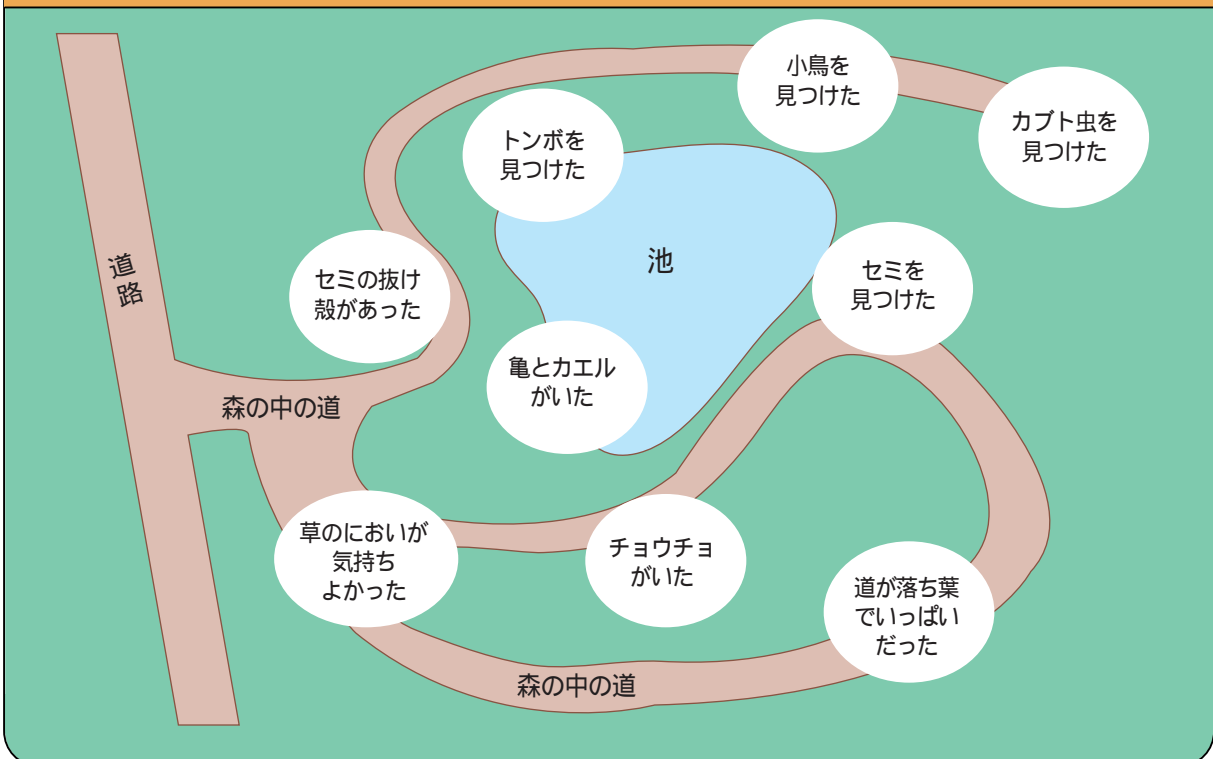 小鳥を
見つけた
カブト虫を
見つけた
トンボを
見つけた
道路
池
セミの抜け
殻があった
セミを
見つけた
亀とカエル
がいた
森の中の道
草のにおいが
気持ち
よかった
チョウチョ
がいた
道が落ち葉
でいっぱい
だった
森の中の道